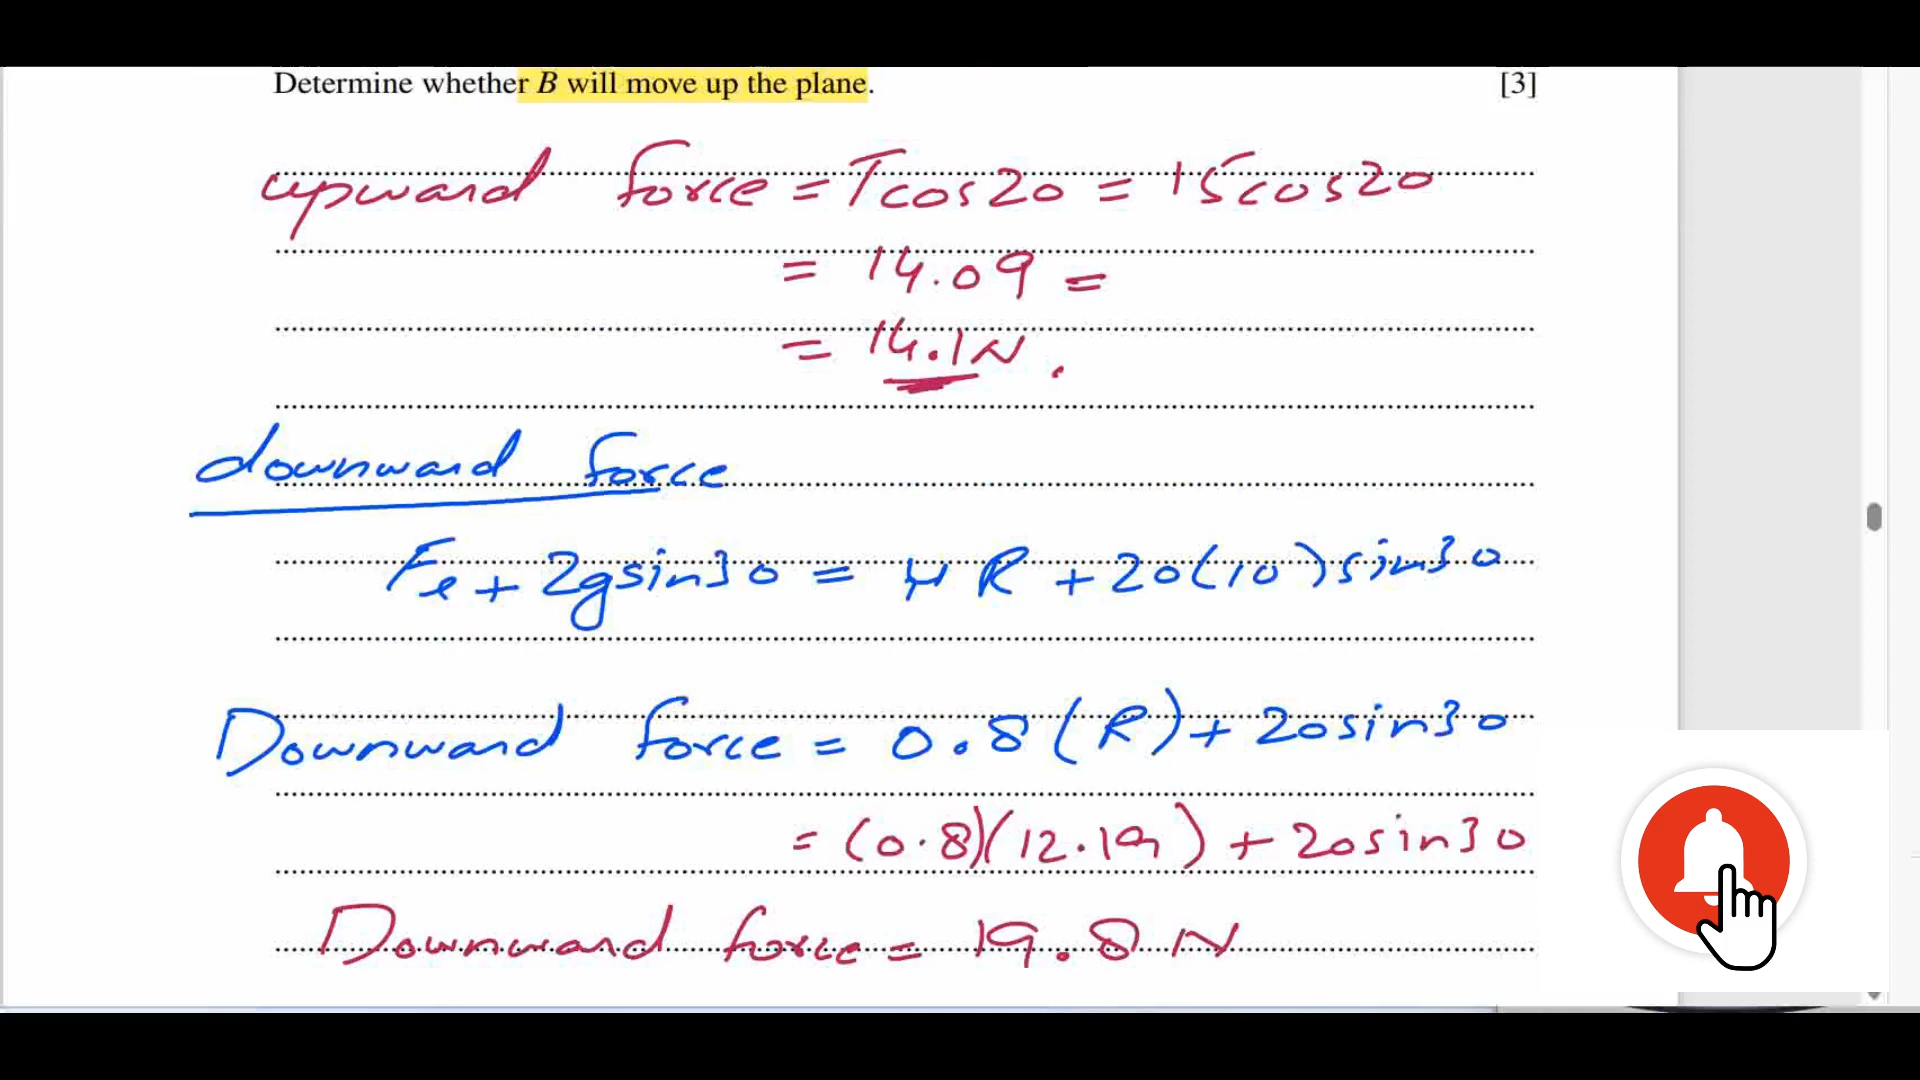 Determine whether B will move up the plane. [3]
upward force = Tcos20 = 15cos20
= 14.09 =
= 14.1N.
downward force
Fr + 2gsin30 = μR + 20(10)sin30
Downward force = 0.8(R) + 20sin30
= (0.8)(12.19) + 20sin30
Downward force = 19.8 N